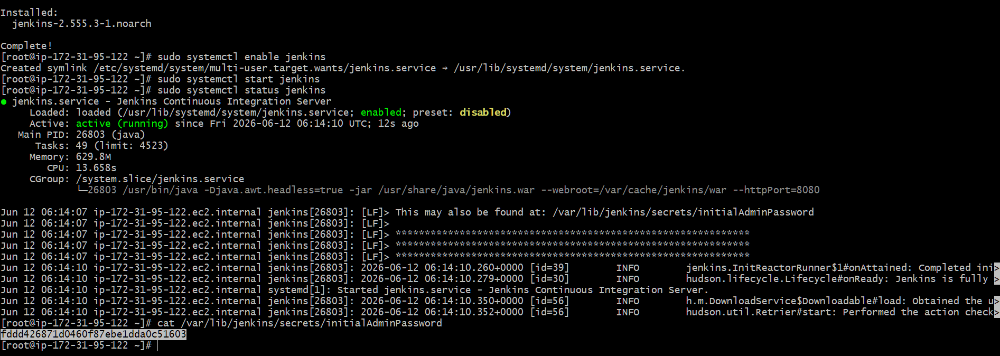 Installed:
  jenkins-2.555.3-1.noarch

Complete!
[root@ip-172-31-95-122 ~]# sudo systemctl enable jenkins
Created symlink /etc/systemd/system/multi-user.target.wants/jenkins.service → /usr/lib/systemd/system/jenkins.service.
[root@ip-172-31-95-122 ~]# sudo systemctl start jenkins
[root@ip-172-31-95-122 ~]# sudo systemctl status jenkins
● jenkins.service - Jenkins Continuous Integration Server
     Loaded: loaded (/usr/lib/systemd/system/jenkins.service; enabled; preset: disabled)
     Active: active (running) since Fri 2026-06-12 06:14:10 UTC; 12s ago
   Main PID: 26803 (java)
      Tasks: 49 (limit: 4523)
     Memory: 629.8M
        CPU: 13.658s
     CGroup: /system.slice/jenkins.service
             └─26803 /usr/bin/java -Djava.awt.headless=true -jar /usr/share/java/jenkins.war --webroot=/var/cache/jenkins/war --httpPort=8080

Jun 12 06:14:07 ip-172-31-95-122.ec2.internal jenkins[26803]: [LF]> This may also be found at: /var/lib/jenkins/secrets/initialAdminPassword
Jun 12 06:14:07 ip-172-31-95-122.ec2.internal jenkins[26803]: [LF]>
Jun 12 06:14:07 ip-172-31-95-122.ec2.internal jenkins[26803]: [LF]> *************************************************************
Jun 12 06:14:07 ip-172-31-95-122.ec2.internal jenkins[26803]: [LF]> *************************************************************
Jun 12 06:14:07 ip-172-31-95-122.ec2.internal jenkins[26803]: [LF]> *************************************************************
Jun 12 06:14:10 ip-172-31-95-122.ec2.internal jenkins[26803]: 2026-06-12 06:14:10.260+0000 [id=39]        INFO        jenkins.InitReactorRunner$1#onAttained: Completed ini>
Jun 12 06:14:10 ip-172-31-95-122.ec2.internal jenkins[26803]: 2026-06-12 06:14:10.279+0000 [id=30]        INFO        hudson.lifecycle.Lifecycle#onReady: Jenkins is fully >
Jun 12 06:14:10 ip-172-31-95-122.ec2.internal systemd[1]: Started jenkins.service - Jenkins Continuous Integration Server.
Jun 12 06:14:10 ip-172-31-95-122.ec2.internal jenkins[26803]: 2026-06-12 06:14:10.350+0000 [id=56]        INFO        h.m.DownloadService$Downloadable#load: Obtained the u>
Jun 12 06:14:10 ip-172-31-95-122.ec2.internal jenkins[26803]: 2026-06-12 06:14:10.352+0000 [id=56]        INFO        hudson.util.Retrier#start: Performed the action check>
[root@ip-172-31-95-122 ~]# cat /var/lib/jenkins/secrets/initialAdminPassword
fddd426871d0460f87ebe1dda0c51603
[root@ip-172-31-95-122 ~]#